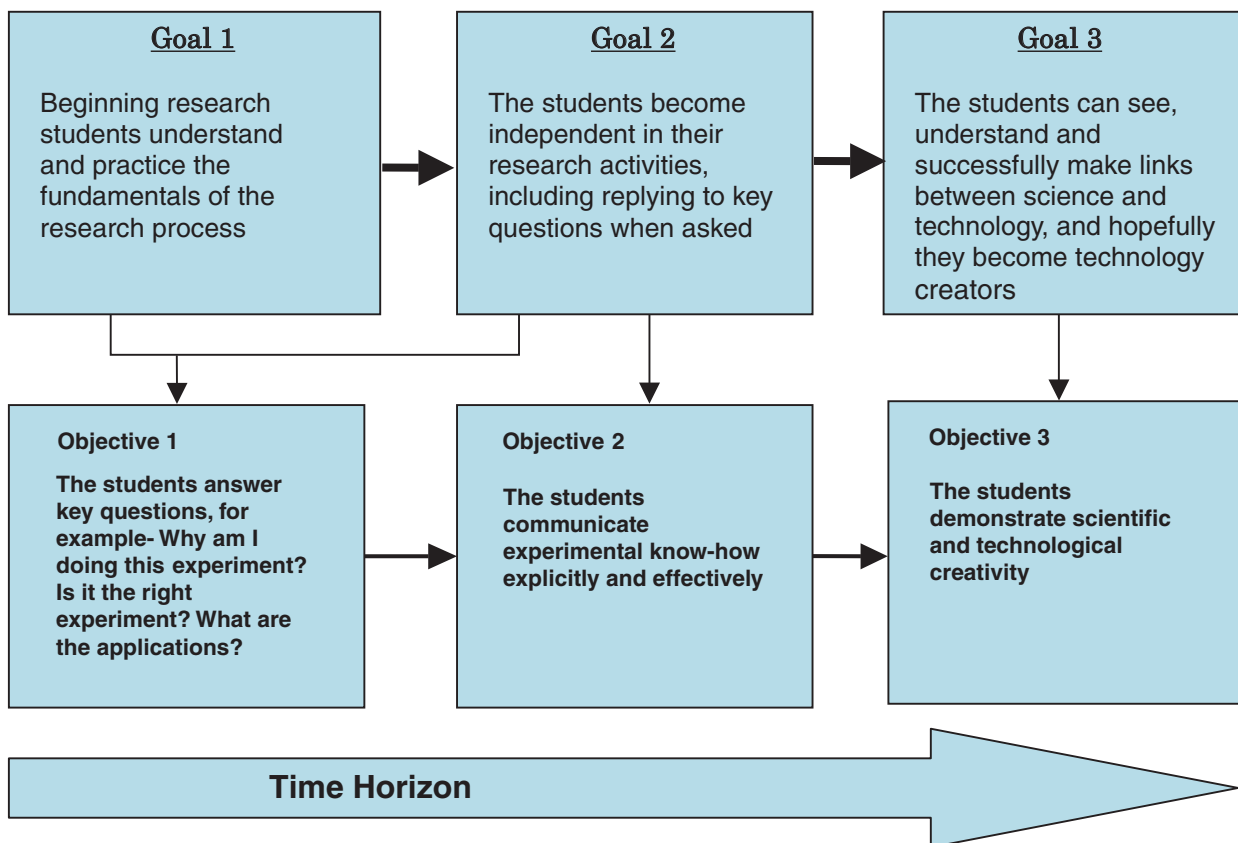 Goal 1
Beginning research
students understand
and practice the
fundamentals of the
research process
Goal 2
The students become
independent in their
research activities,
including replying to key
questions when asked
Goal 3
The students can see,
understand and
successfully make links
between science and
technology, and hopefully
they become technology
creators
Objective 1
The students answer
key questions, for
example- Why am I
doing this experiment?
Is it the right
experiment? What are
the applications?
Objective 2
The students
communicate
experimental know-how
explicitly and effectively
Objective 3
The students
demonstrate scientific
and technological
creativity
Time Horizon